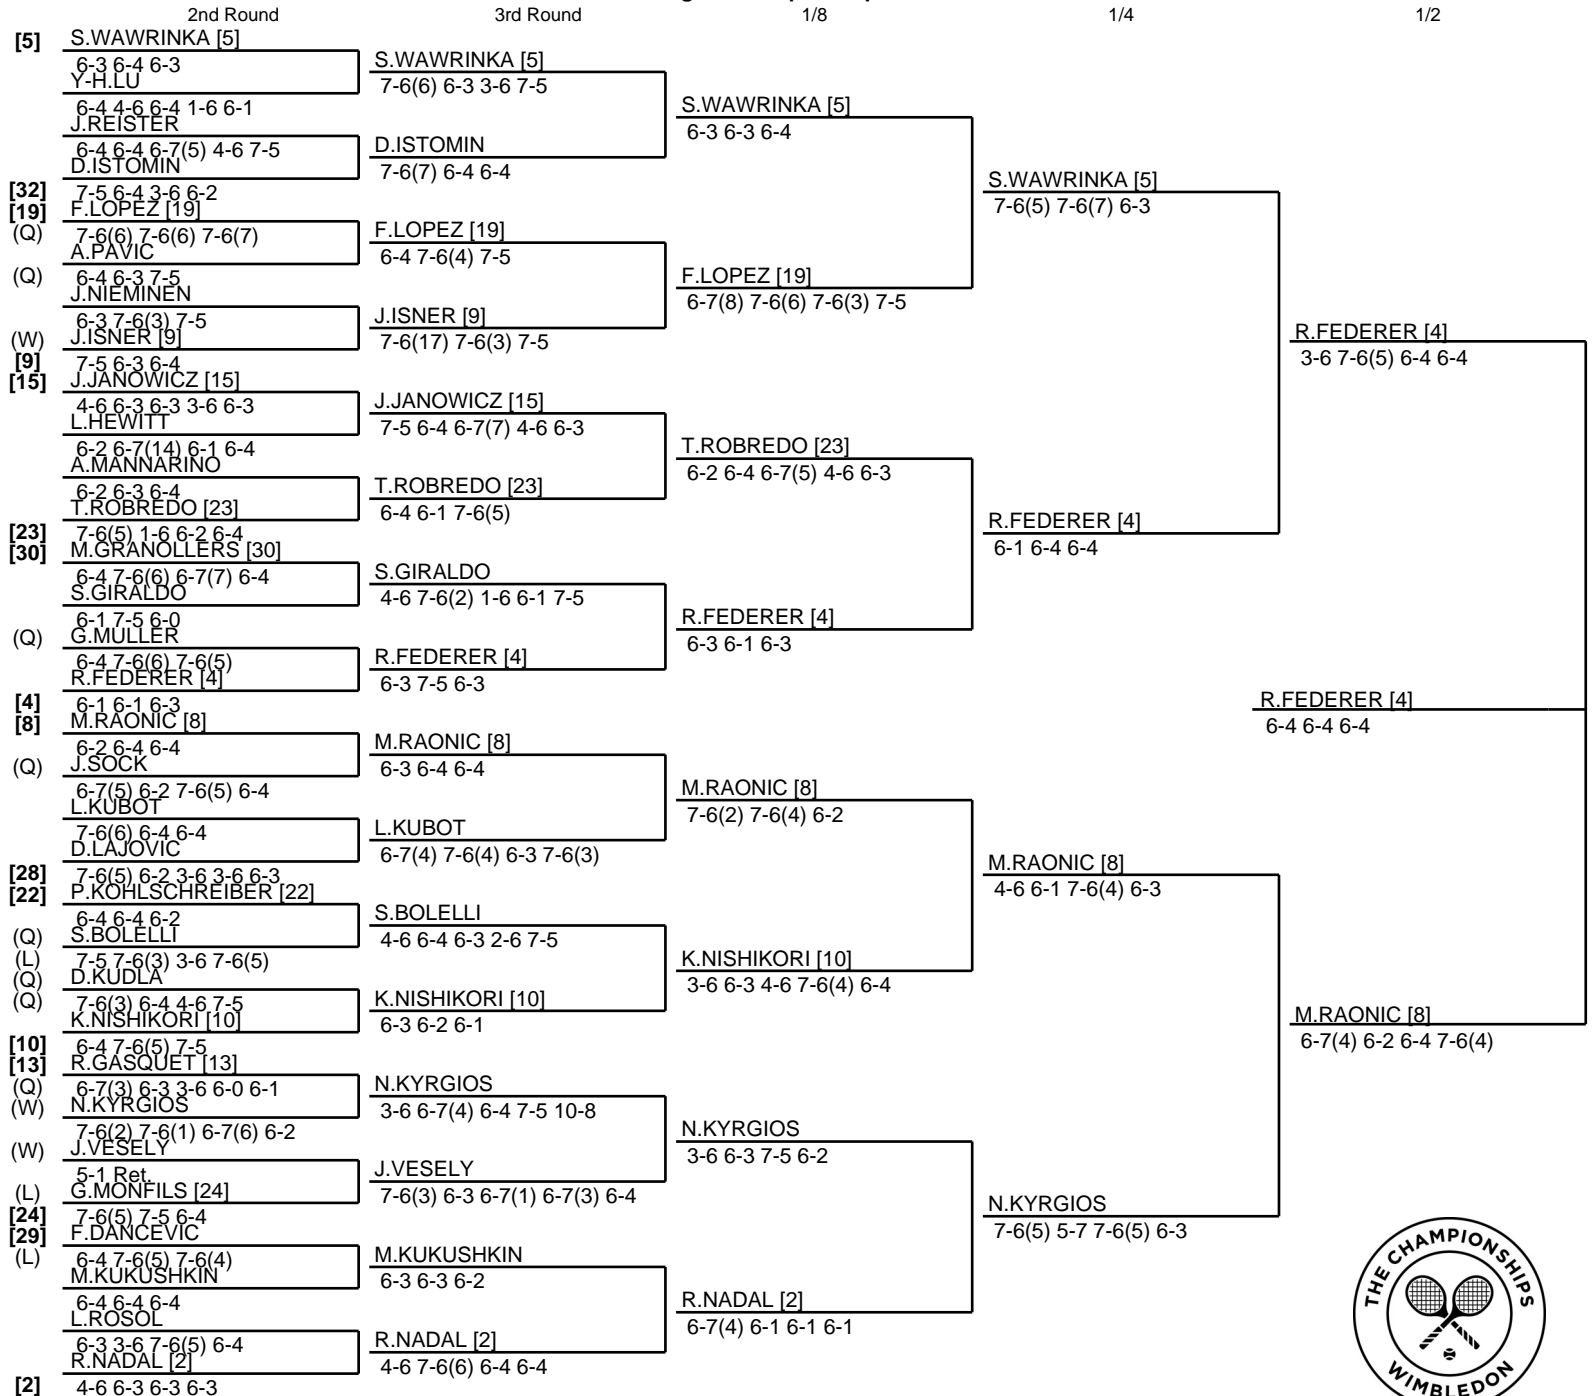 2nd Round
3rd Round
1/8
1/4
1/2
[5]
S.WAWRINKA [5]
6-3 6-4 6-3
Y-H.LU
6-4 4-6 6-4 1-6 6-1
J.REISTER
6-4 6-4 6-7(5) 4-6 7-5
D.ISTOMIN
[32]
7-5 6-4 3-6 6-2
[19]
F.LOPEZ [19]
(Q)
7-6(6) 7-6(6) 7-6(7)
A.PAVIC
(Q)
6-4 6-3 7-5
J.NIEMINEN
6-3 7-6(3) 7-5
(W)
J.ISNER [9]
[9]
7-5 6-3 6-4
[15]
J.JANOWICZ [15]
4-6 6-3 6-3 3-6 6-3
L.HEWITT
6-2 6-7(14) 6-1 6-4
A.MANNARINO
6-2 6-3 6-4
T.ROBREDO [23]
[23]
7-6(5) 1-6 6-2 6-4
[30]
M.GRANOLLERS [30]
6-4 7-6(6) 6-7(7) 6-4
S.GIRALDO
6-1 7-5 6-0
(Q)
G.MULLER
6-4 7-6(6) 7-6(5)
R.FEDERER [4]
[4]
6-1 6-1 6-3
[8]
M.RAONIC [8]
6-2 6-4 6-4
(Q)
J.SOCK
6-7(5) 6-2 7-6(5) 6-4
L.KUBOT
7-6(6) 6-4 6-4
D.LAJOVIC
[28]
7-6(5) 6-2 3-6 3-6 6-3
[22]
P.KOHLSCHREIBER [22]
6-4 6-4 6-2
(Q)
S.BOLELLI
(L)
7-5 7-6(3) 3-6 7-6(5)
(Q)
D.KUDLA
(Q)
7-6(3) 6-4 4-6 7-5
K.NISHIKORI [10]
[10]
6-4 7-6(5) 7-5
[13]
R.GASQUET [13]
(Q)
6-7(3) 6-3 3-6 6-0 6-1
(W)
N.KYRGIOS
7-6(2) 7-6(1) 6-7(6) 6-2
(W)
J.VESELY
5-1 Ret.
(L)
G.MONFILS [24]
[24]
7-6(5) 7-5 6-4
[29]
F.DANCEVIC
(L)
6-4 7-6(5) 7-6(4)
M.KUKUSHKIN
6-4 6-4 6-4
L.ROSOL
6-3 3-6 7-6(5) 6-4
R.NADAL [2]
[2]
4-6 6-3 6-3 6-3
S.WAWRINKA [5]
7-6(6) 6-3 3-6 7-5
D.ISTOMIN
7-6(7) 6-4 6-4
F.LOPEZ [19]
6-4 7-6(4) 7-5
J.ISNER [9]
7-6(17) 7-6(3) 7-5
J.JANOWICZ [15]
7-5 6-4 6-7(7) 4-6 6-3
T.ROBREDO [23]
6-4 6-1 7-6(5)
S.GIRALDO
4-6 7-6(2) 1-6 6-1 7-5
R.FEDERER [4]
6-3 7-5 6-3
M.RAONIC [8]
6-3 6-4 6-4
L.KUBOT
6-7(4) 7-6(4) 6-3 7-6(3)
S.BOLELLI
4-6 6-4 6-3 2-6 7-5
K.NISHIKORI [10]
6-3 6-2 6-1
N.KYRGIOS
3-6 6-7(4) 6-4 7-5 10-8
J.VESELY
7-6(3) 6-3 6-7(1) 6-7(3) 6-4
M.KUKUSHKIN
6-3 6-3 6-2
R.NADAL [2]
4-6 7-6(6) 6-4 6-4
S.WAWRINKA [5]
6-3 6-3 6-4
F.LOPEZ [19]
6-7(8) 7-6(6) 7-6(3) 7-5
T.ROBREDO [23]
6-2 6-4 6-7(5) 4-6 6-3
R.FEDERER [4]
6-3 6-1 6-3
M.RAONIC [8]
7-6(2) 7-6(4) 6-2
K.NISHIKORI [10]
3-6 6-3 4-6 7-6(4) 6-4
N.KYRGIOS
3-6 6-3 7-5 6-2
R.NADAL [2]
6-7(4) 6-1 6-1 6-1
S.WAWRINKA [5]
7-6(5) 7-6(7) 6-3
R.FEDERER [4]
6-1 6-4 6-4
M.RAONIC [8]
4-6 6-1 7-6(4) 6-3
N.KYRGIOS
7-6(5) 5-7 7-6(5) 6-3
R.FEDERER [4]
3-6 7-6(5) 6-4 6-4
M.RAONIC [8]
6-7(4) 6-2 6-4 7-6(4)
R.FEDERER [4]
6-4 6-4 6-4
THE CHAMPIONSHIPS
WIMBLEDON